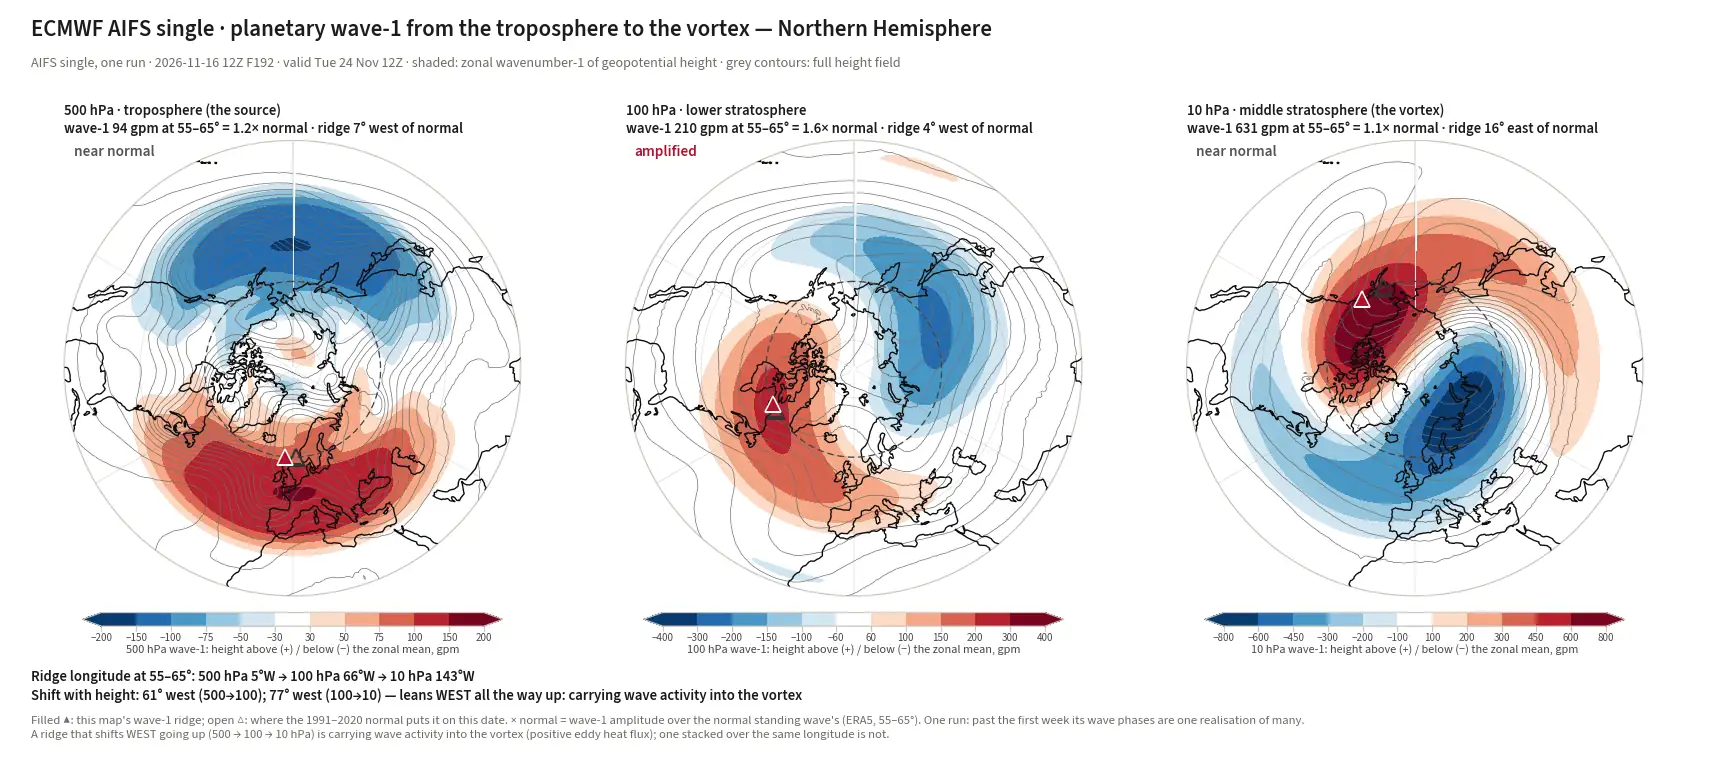 ECMWF AIFS single · planetary wave-1 from the troposphere to the vortex — Northern Hemisphere
AIFS single, one run · 2026-11-16 12Z F192 · valid Tue 24 Nov 12Z · shaded: zonal wavenumber-1 of geopotential height · grey contours: full height field
500 hPa · troposphere (the source)
wave-1 94 gpm at 55–65° = 1.2× normal · ridge 7° west of normal
near normal
100 hPa · lower stratosphere
wave-1 210 gpm at 55–65° = 1.6× normal · ridge 4° west of normal
amplified
10 hPa · middle stratosphere (the vortex)
wave-1 631 gpm at 55–65° = 1.1× normal · ridge 16° east of normal
near normal
−200 −150 −100 −75 −50 −30 30 50 75 100 150 200
500 hPa wave-1: height above (+) / below (−) the zonal mean, gpm
−400 −300 −200 −150 −100 −60 60 100 150 200 300 400
100 hPa wave-1: height above (+) / below (−) the zonal mean, gpm
−800 −600 −450 −300 −200 −100 100 200 300 450 600 800
10 hPa wave-1: height above (+) / below (−) the zonal mean, gpm
Ridge longitude at 55–65°: 500 hPa 5°W → 100 hPa 66°W → 10 hPa 143°W
Shift with height: 61° west (500→100); 77° west (100→10) — leans WEST all the way up: carrying wave activity into the vortex
Filled ▲: this map's wave-1 ridge; open △: where the 1991–2020 normal puts it on this date. × normal = wave-1 amplitude over the normal standing wave's (ERA5, 55–65°). One run: past the first week its wave phases are one realisation of many.
A ridge that shifts WEST going up (500 → 100 → 10 hPa) is carrying wave activity into the vortex (positive eddy heat flux); one stacked over the same longitude is not.